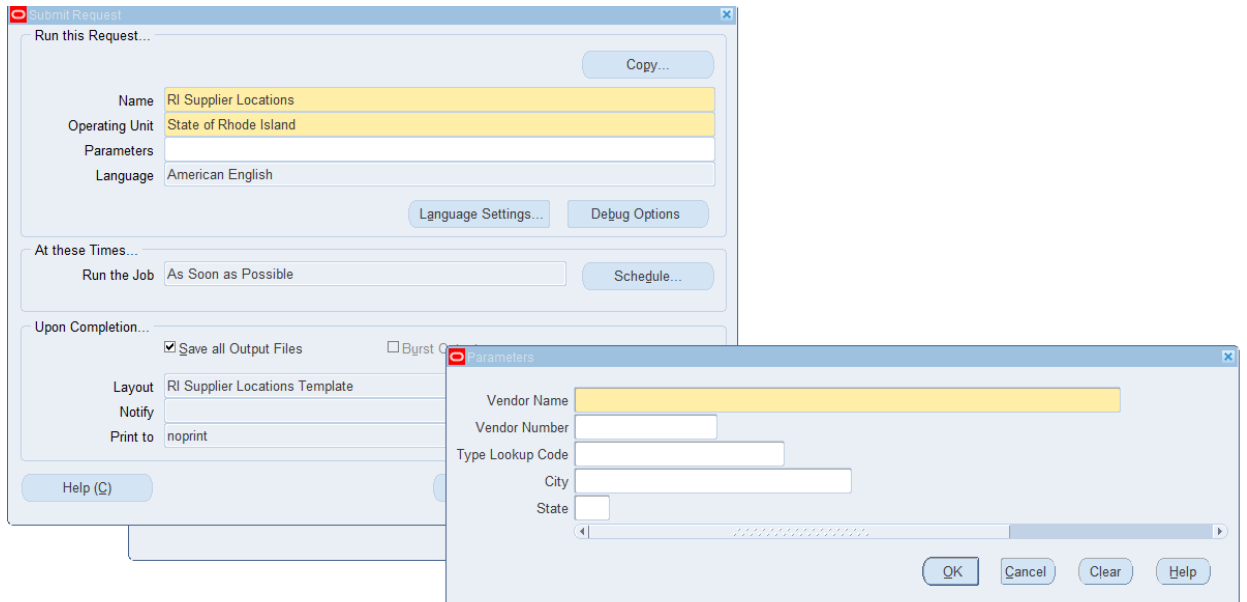 Submit Request
Run this Request...
Copy...
Name RI Supplier Locations
Operating Unit State of Rhode Island
Parameters
Language American English
Language Settings... Debug Options
At these Times...
Run the Job As Soon as Possible Schedule...
Upon Completion...
Save all Output Files Burst
Parameters
Layout RI Supplier Locations Template
Notify
Print to noprint
Help (C)
Vendor Name
Vendor Number
Type Lookup Code
City
State
OK Cancel Clear Help